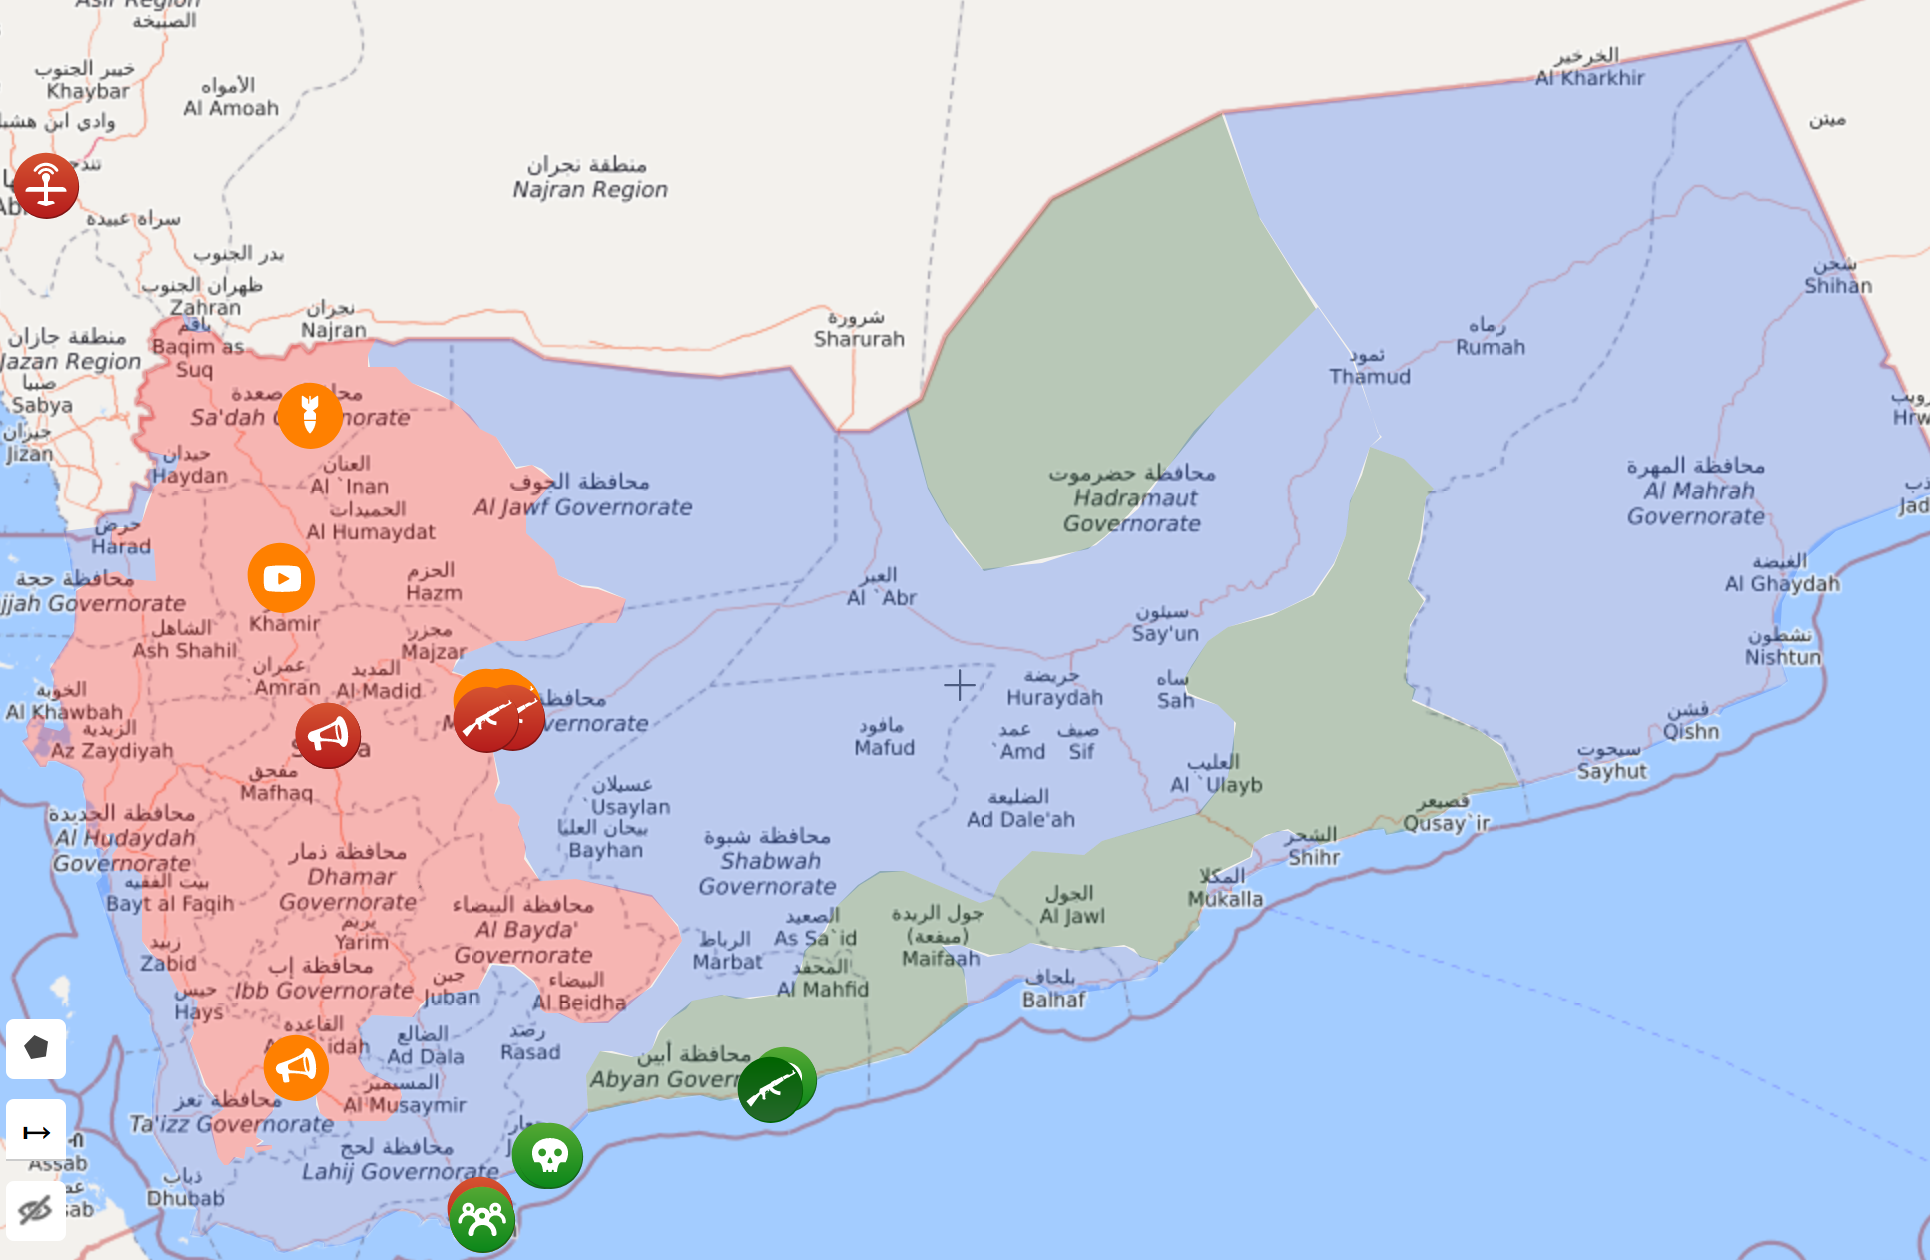 Asir Region
الصبيخة
خيبر الجنوب
Khaybar
الأمواه
Al Amoah
وادي ابن
الخرخير
Al Kharkhir
ميتن
منطقة نجران
Najran Region
سراة عبيدة
بدر الجنوب
ظهران الجنوب
Zahran
نجران
Najran
شرورة
Sharurah
شحن
Shihan
رماه
Rumah
ثمود
Thamud
باقم
Baqim as
Suq
منطقة جازان
Jazan Region
صبيا
Sabya
جيزان
Jizan
صعدة
Sa'dah
حيدان
Haydan
العنان
Al `Inan
الحميدات
Al Humaydat
محافظة الجوف
Al Jawf Governorate
محافظة حضرموت
Hadramaut
Governorate
محافظة المهرة
Al Mahrah
Governorate
حرض
Harad
محافظة حجة
jjah Governorate
الحزم
Hazm
العبر
Al `Abr
الغيضة
Al Ghaydah
Khamir
الشاهل
Ash Shahil
مجزر
Majzar
سيئون
Say'un
نشطون
Nishtun
عمران
Amran
المديد
Al Madid
الخوبة
Al Khawbah
الزيدية
Az Zaydiyah
محافظة
vernorate
حريضة
Huraydah
ساه
Sah
قشن
Qishn
مافود
Mafud
عمد
`Amd
صيف
Sif
سيحوت
Sayhut
مفحق
Mafhaq
عسيلان
`Usaylan
العليب
Al `Ulayb
الضليعة
Ad Dale'ah
قصيعر
Qusay`ir
محافظة الحديدة
Al Hudaydah
Governorate
بيحان العليا
Bayhan
محافظة شبوة
Shabwah
Governorate
الشحر
Shihr
محافظة ذمار
Dhamar
Governorate
بيت الفقيه
Bayt al Faqih
المكلا
Mukalla
الجول
Al Jawl
محافظة البيضاء
Al Bayda'
Governorate
يريم
Yarim
الصعيد
As Sa`id
جول الريدة
(ميفعة)
Maifaah
زبيد
Zabid
الرباط
Marbat
محافظة إب
Ibb Governorate
جبن
Juban
البيضاء
Al Beidha
المحفد
Al Mahfid
بلحاف
Balhaf
حيس
Hays
القاعدة
idah
الضالع
Ad Dala
رصد
Rasad
محافظة أبين
Abyan Govern
المسيمير
Al Musaymir
محافظة تعز
Ta'izz Governorate
محافظة لحج
Lahij Governorate
ذباب
Dhubab
Assab